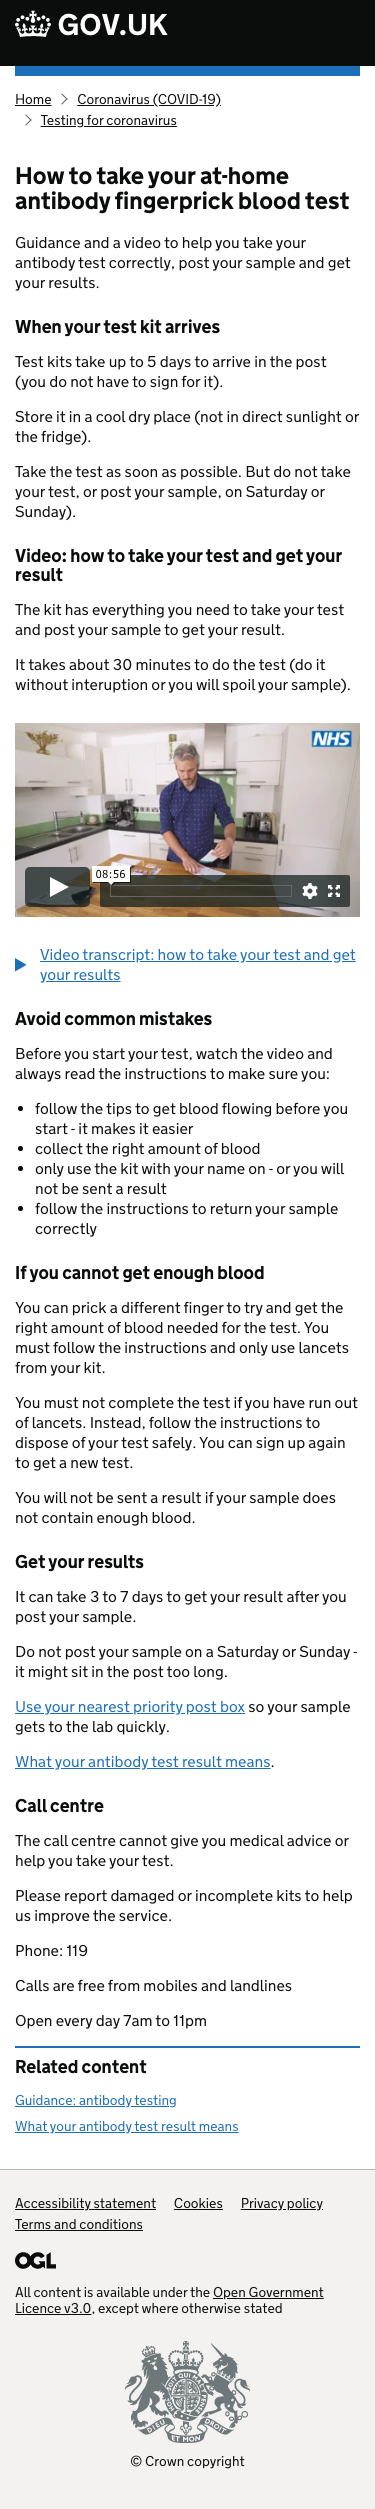 GOV.UK
Home > Coronavirus (COVID-19)
> Testing for coronavirus
How to take your at-home
antibody fingerprick blood test
Guidance and a video to help you take your
antibody test correctly, post your sample and get
your results.
When your test kit arrives
Test kits take up to 5 days to arrive in the post
(you do not have to sign for it).
Store it in a cool dry place (not in direct sunlight or
the fridge).
Take the test as soon as possible. But do not take
your test, or post your sample, on Saturday or
Sunday).
Video: how to take your test and get your
result
The kit has everything you need to take your test
and post your sample to get your result.
It takes about 30 minutes to do the test (do it
without interuption or you will spoil your sample).
NHS
08:56
Video transcript: how to take your test and get
your results
Avoid common mistakes
Before you start your test, watch the video and
always read the instructions to make sure you:
• follow the tips to get blood flowing before you
start - it makes it easier
• collect the right amount of blood
• only use the kit with your name on - or you will
not be sent a result
• follow the instructions to return your sample
correctly
If you cannot get enough blood
You can prick a different finger to try and get the
right amount of blood needed for the test. You
must follow the instructions and only use lancets
from your kit.
You must not complete the test if you have run out
of lancets. Instead, follow the instructions to
dispose of your test safely. You can sign up again
to get a new test.
You will not be sent a result if your sample does
not contain enough blood.
Get your results
It can take 3 to 7 days to get your result after you
post your sample.
Do not post your sample on a Saturday or Sunday -
it might sit in the post too long.
Use your nearest priority post box so your sample
gets to the lab quickly.
What your antibody test result means.
Call centre
The call centre cannot give you medical advice or
help you take your test.
Please report damaged or incomplete kits to help
us improve the service.
Phone: 119
Calls are free from mobiles and landlines
Open every day 7am to 11pm
Related content
Guidance: antibody testing
What your antibody test result means
Accessibility statement Cookies Privacy policy
Terms and conditions
OGL
All content is available under the Open Government
Licence v3.0, except where otherwise stated
DIEU ET MON DROIT
© Crown copyright